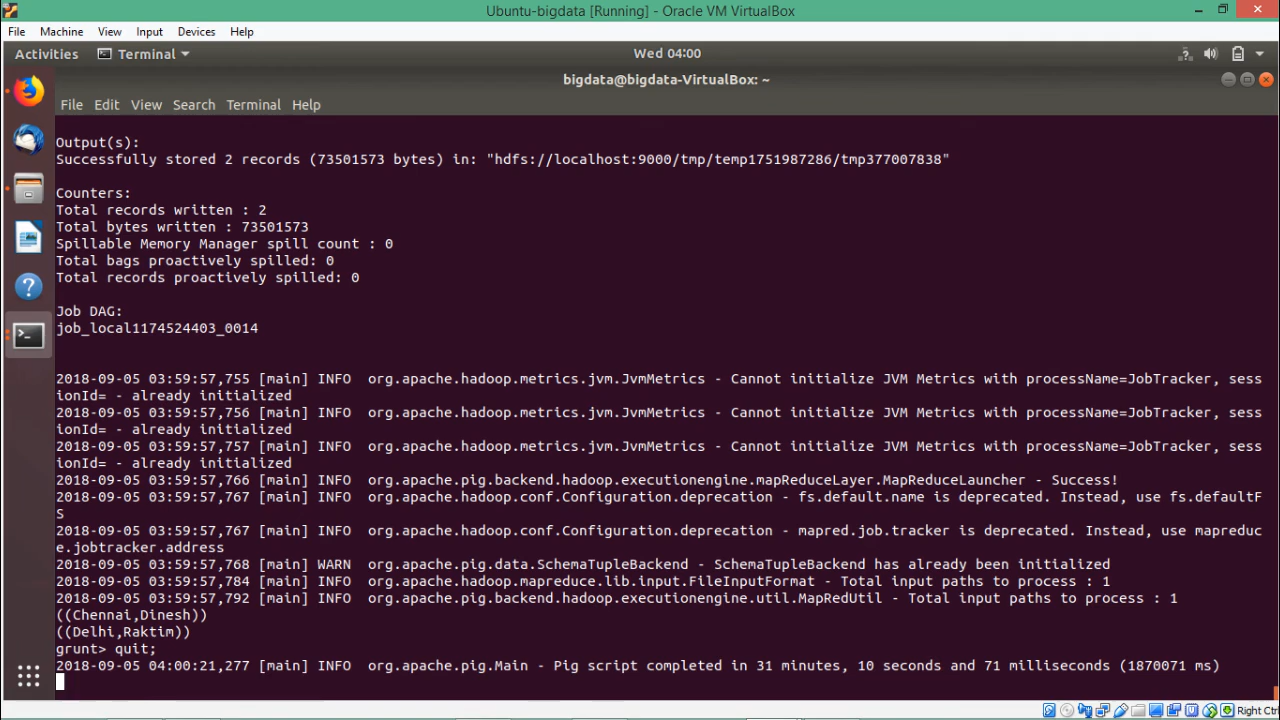 Ubuntu-bigdata [Running] - Oracle VM VirtualBox
File Machine View Input Devices Help
Activities Terminal Wed 04:00
bigdata@bigdata-VirtualBox: ~
File Edit View Search Terminal Help
Output(s):
Successfully stored 2 records (73501573 bytes) in: "hdfs://localhost:9000/tmp/temp1751987286/tmp377007838"
Counters:
Total records written : 2
Total bytes written : 73501573
Spillable Memory Manager spill count : 0
Total bags proactively spilled: 0
Total records proactively spilled: 0
Job DAG:
job_local1174524403_0014
2018-09-05 03:59:57,755 [main] INFO  org.apache.hadoop.metrics.jvm.JvmMetrics - Cannot initialize JVM Metrics with processName=JobTracker, sess
ionId= - already initialized
2018-09-05 03:59:57,756 [main] INFO  org.apache.hadoop.metrics.jvm.JvmMetrics - Cannot initialize JVM Metrics with processName=JobTracker, sess
ionId= - already initialized
2018-09-05 03:59:57,757 [main] INFO  org.apache.hadoop.metrics.jvm.JvmMetrics - Cannot initialize JVM Metrics with processName=JobTracker, sess
ionId= - already initialized
2018-09-05 03:59:57,766 [main] INFO  org.apache.pig.backend.hadoop.executionengine.mapReduceLayer.MapReduceLauncher - Success!
2018-09-05 03:59:57,767 [main] INFO  org.apache.hadoop.conf.Configuration.deprecation - fs.default.name is deprecated. Instead, use fs.defaultF
S
2018-09-05 03:59:57,767 [main] INFO  org.apache.hadoop.conf.Configuration.deprecation - mapred.job.tracker is deprecated. Instead, use mapreduc
e.jobtracker.address
2018-09-05 03:59:57,768 [main] WARN  org.apache.pig.data.SchemaTupleBackend - SchemaTupleBackend has already been initialized
2018-09-05 03:59:57,784 [main] INFO  org.apache.hadoop.mapreduce.lib.input.FileInputFormat - Total input paths to process : 1
2018-09-05 03:59:57,792 [main] INFO  org.apache.pig.backend.hadoop.executionengine.util.MapRedUtil - Total input paths to process : 1
((Chennai,Dinesh))
((Delhi,Raktim))
grunt> quit;
2018-09-05 04:00:21,277 [main] INFO  org.apache.pig.Main - Pig script completed in 31 minutes, 10 seconds and 71 milliseconds (1870071 ms)
Right Ctrl